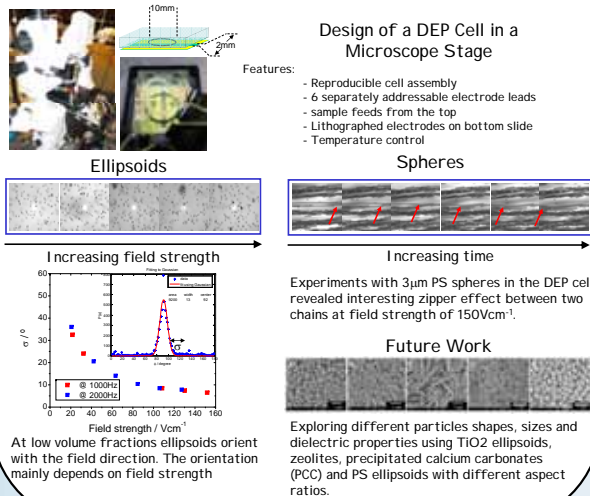 10mm
2mm
Design of a DEP Cell in a
Microscope Stage
Features:
- Reproducible cell assembly
- 6 separately addressable electrode leads
- sample feeds from the top
- Lithographed electrodes on bottom slide
- Temperature control
Ellipsoids
Increasing field strength
Spheres
Increasing time
Experiments with 3μm PS spheres in the DEP cel
revealed interesting zipper effect between two
chains at field strength of 150Vcm-1.
60
50
40
30
20
10
0
σ / º
0 20 40 60 80 100 120 140 160
Field strength / Vcm-1
@ 1000Hz
@ 2000Hz
Fitting to Gaussian
σ
At low volume fractions ellipsoids orient
with the field direction. The orientation
mainly depends on field strength
Future Work
Exploring different particles shapes, sizes and
dielectric properties using TiO2 ellipsoids,
zeolites, precipitated calcium carbonates
(PCC) and PS ellipsoids with different aspect
ratios.